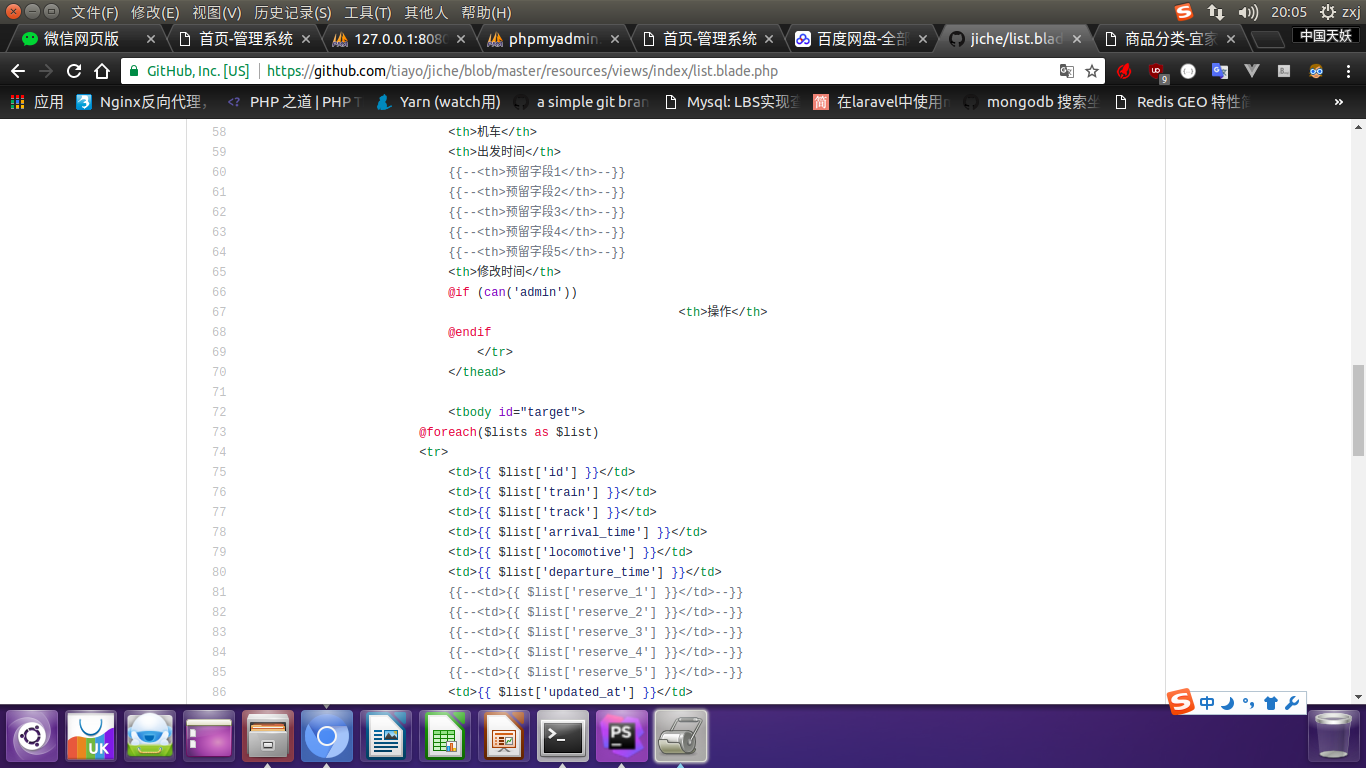 文件(F) 修改(E) 视图(V) 历史记录(S) 工具(T) 其他人 帮助(H) 20:05 zxj
微信网页版 首页-管理系统 127.0.0.1:8080 phpmyadmin. 首页-管理系统 百度网盘-全部 jiche/list.blad 商品分类-宜家 中国天妖
GitHub, Inc. [US] https://github.com/tiayo/jiche/blob/master/resources/views/index/list.blade.php 9
应用 Nginx反向代理, PHP 之道 | PHP T Yarn (watch用) a simple git bran Mysql: LBS实现查 在laravel中使用 mongodb 搜索 Redis GEO 特性 »
58 <th>机车</th>
59 <th>出发时间</th>
60 {{--<th>预留字段1</th>--}}
61 {{--<th>预留字段2</th>--}}
62 {{--<th>预留字段3</th>--}}
63 {{--<th>预留字段4</th>--}}
64 {{--<th>预留字段5</th>--}}
65 <th>修改时间</th>
66 @if (can('admin'))
67 <th>操作</th>
68 @endif
69 </tr>
70 </thead>
71
72 <tbody id="target">
73 @foreach($lists as $list)
74 <tr>
75 <td>{{ $list['id'] }}</td>
76 <td>{{ $list['train'] }}</td>
77 <td>{{ $list['track'] }}</td>
78 <td>{{ $list['arrival_time'] }}</td>
79 <td>{{ $list['locomotive'] }}</td>
80 <td>{{ $list['departure_time'] }}</td>
81 {{--<td>{{ $list['reserve_1'] }}</td>--}}
82 {{--<td>{{ $list['reserve_2'] }}</td>--}}
83 {{--<td>{{ $list['reserve_3'] }}</td>--}}
84 {{--<td>{{ $list['reserve_4'] }}</td>--}}
85 {{--<td>{{ $list['reserve_5'] }}</td>--}}
86 <td>{{ $list['updated_at'] }}</td>
中
UK PS